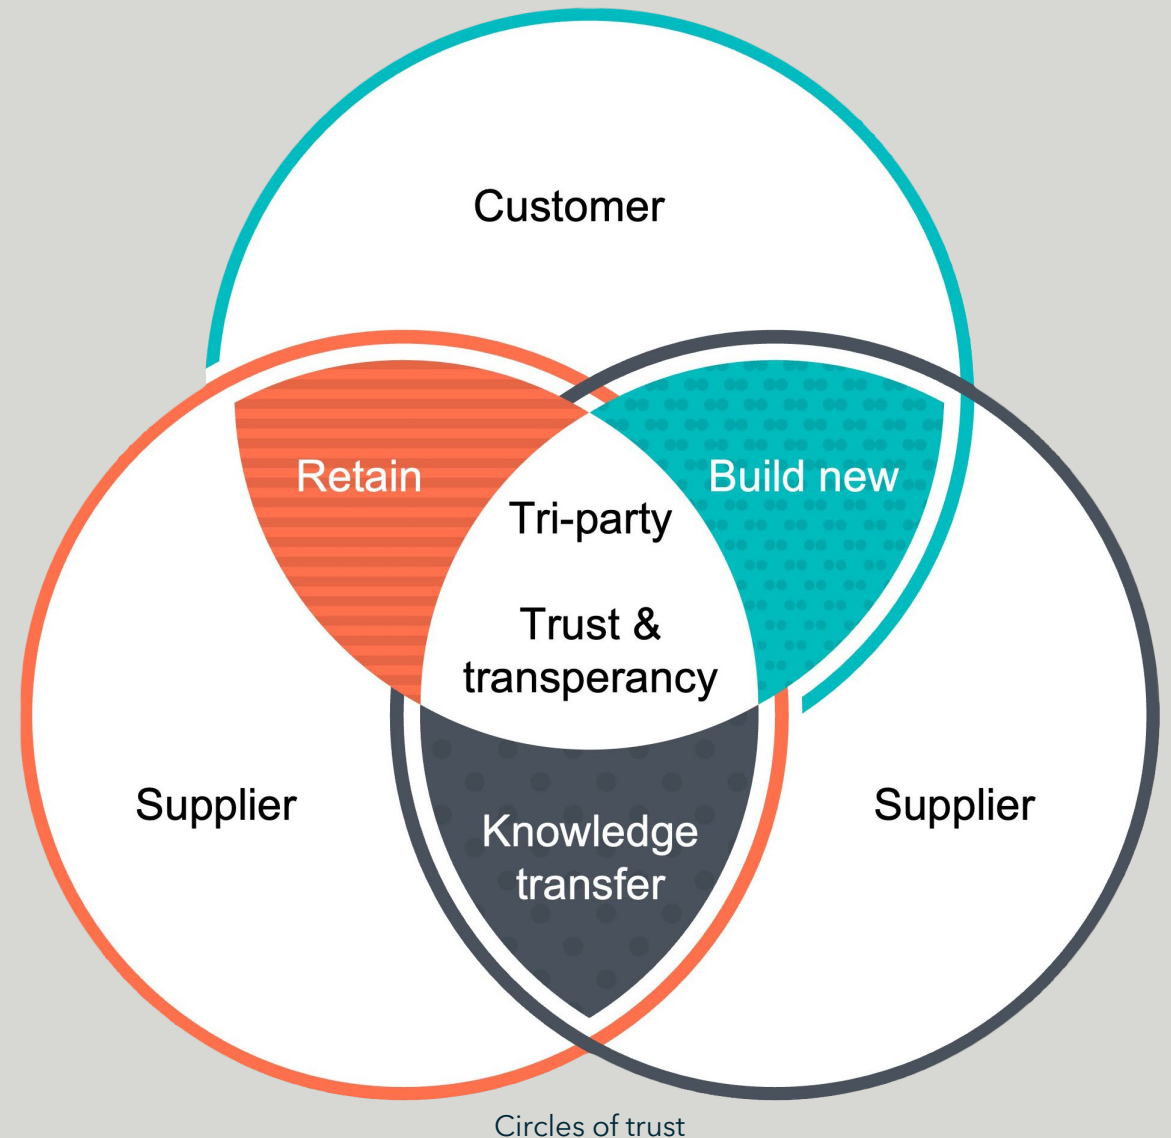 Customer
Retain
Build new
Tri-party
Trust &
transperancy
Supplier
Supplier
Knowledge
transfer
Circles of trust